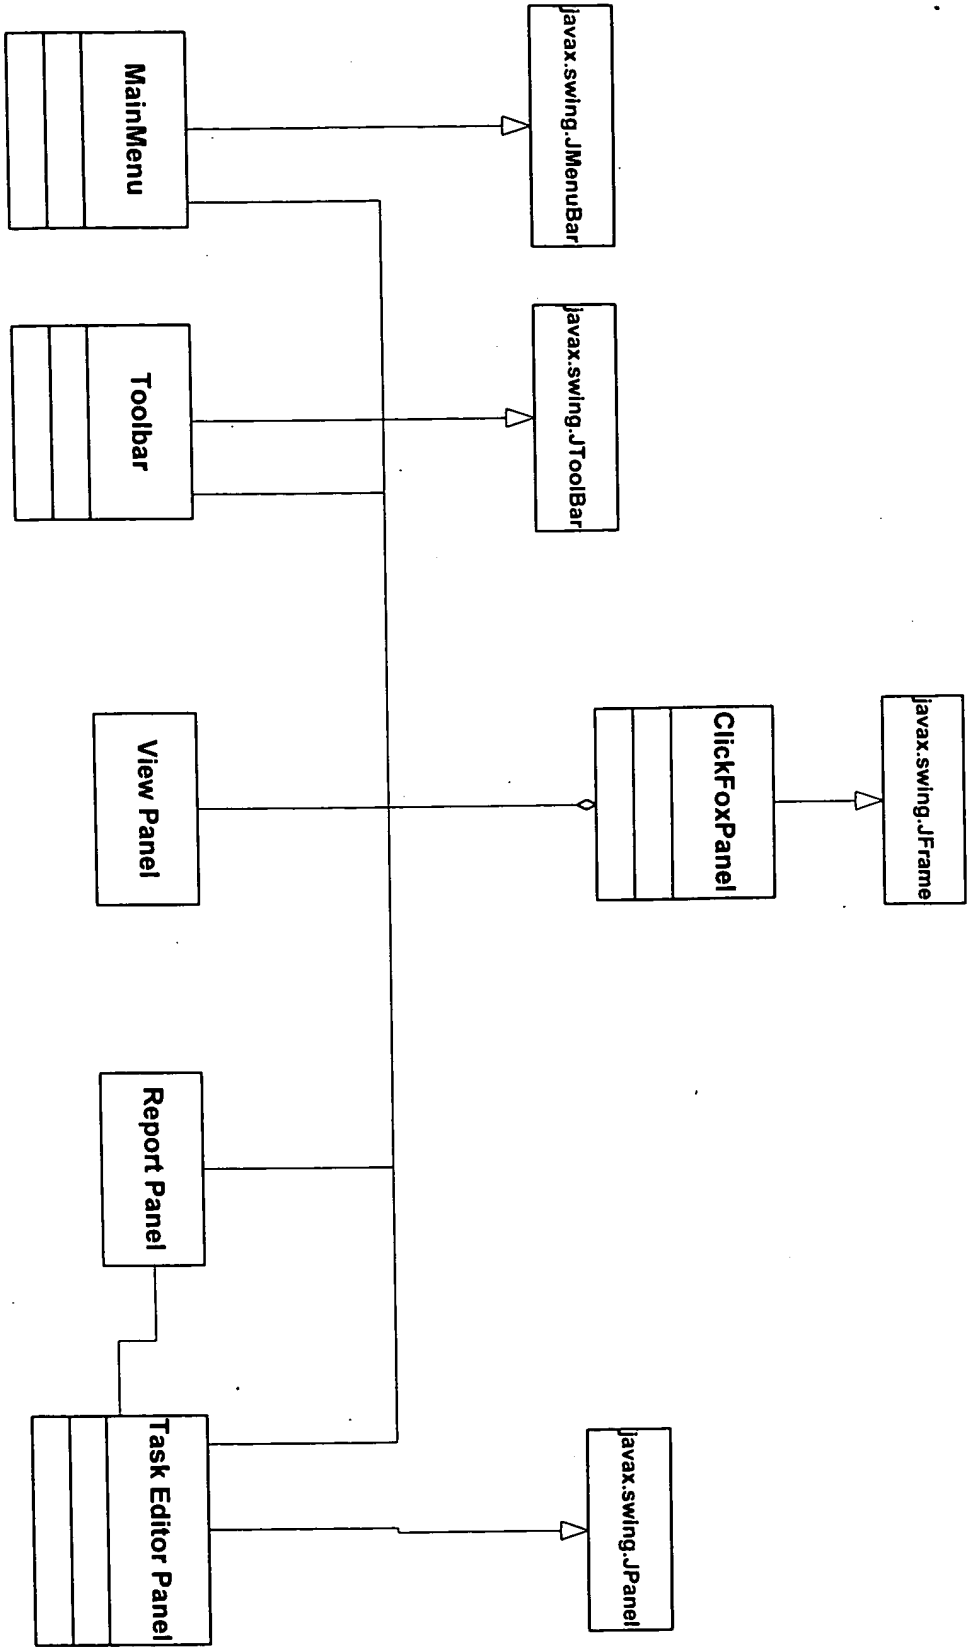 javax.swing.JFrame
ClickFoxPanel
javax.swing.JMenuBar
javax.swing.JToolBar
javax.swing.JPanel
MainMenu
Toolbar
View Panel
Report Panel
Task Editor Panel